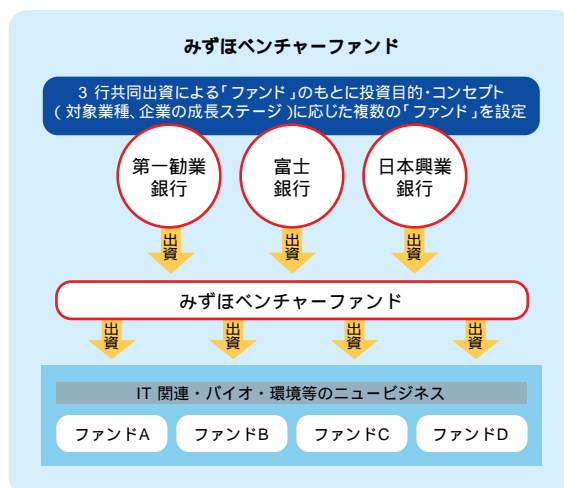 みずほベンチャーファンド
3 行共同出資による「ファンド」のもとに投資目的・コンセプト
( 対象業種、企業の成長ステージ )に応じた複数の「ファンド」を設定
第一勧業
銀行
富士
銀行
日本興業
銀行
出資
出資
出資
みずほベンチャーファンド
出資
出資
出資
出資
IT 関連・バイオ・環境等のニュービジネス
ファンドA
ファンドB
ファンドC
ファンドD